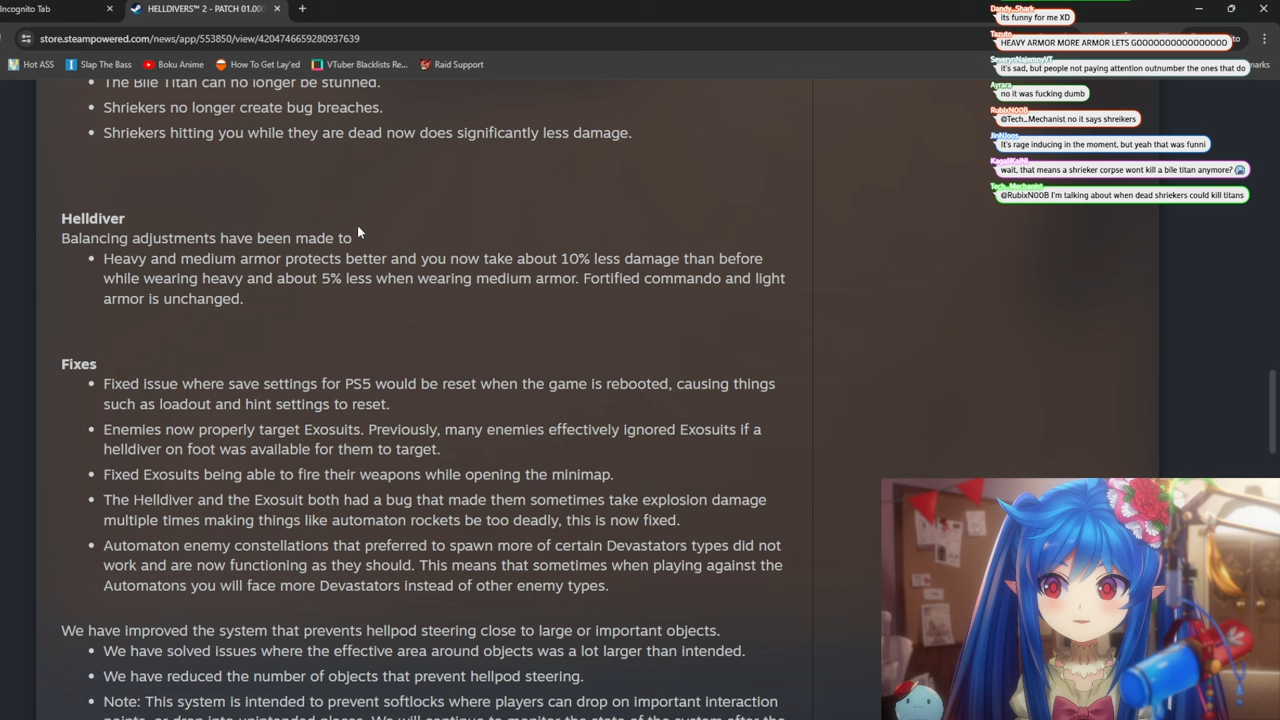 Incognito Tab
HELLDIVERS™ 2 - PATCH 01.00
store.steampowered.com/news/app/553850/view/4204746659280937639
Hot ASS
Slap The Bass
Boku Anime
How To Get Lay'ed
VTuber Blacklists Re...
Raid Support
The Bile Titan can no longer be stunned.
Shriekers no longer create bug breaches.
Shriekers hitting you while they are dead now does significantly less damage.
Helldiver
Balancing adjustments have been made to
Heavy and medium armor protects better and you now take about 10% less damage than before
while wearing heavy and about 5% less when wearing medium armor. Fortified commando and light
armor is unchanged.
Fixes
Fixed issue where save settings for PS5 would be reset when the game is rebooted, causing things
such as loadout and hint settings to reset.
Enemies now properly target Exosuits. Previously, many enemies effectively ignored Exosuits if a
helldiver on foot was available for them to target.
Fixed Exosuits being able to fire their weapons while opening the minimap.
The Helldiver and the Exosuit both had a bug that made them sometimes take explosion damage
multiple times making things like automaton rockets be too deadly, this is now fixed.
Automaton enemy constellations that preferred to spawn more of certain Devastators types did not
work and are now functioning as they should. This means that sometimes when playing against the
Automatons you will face more Devastators instead of other enemy types.
We have improved the system that prevents hellpod steering close to large or important objects.
We have solved issues where the effective area around objects was a lot larger than intended.
We have reduced the number of objects that prevent hellpod steering.
Note: This system is intended to prevent softlocks where players can drop on important interaction
Dandy_Shark
its funny for me XD
Tazuto
HEAVY ARMOR MORE ARMOR LETS GOOOOOOOOOOOOOOOOO
it's sad, but people not paying attention outnumber the ones that do
Ayrara
no it was fucking dumb
RubixN00B
@Tech_Mechanist no it says shreikers
JinNJoos
It's rage inducing in the moment, but yeah that was funni
wait, that means a shrieker corpse wont kill a bile titan anymore?
Tech_Mechanist
@RubixN00B I'm talking about when dead shriekers could kill titans